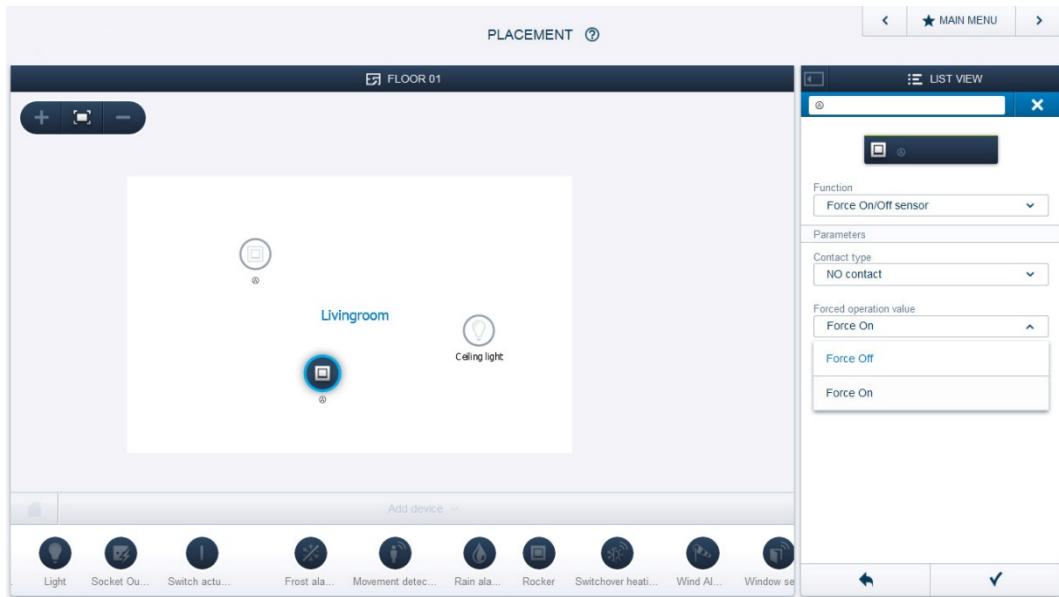 PLACEMENT ?
MAIN MENU
FLOOR 01
LIST VIEW
Function
Force On/Off sensor
Parameters
Contact type
NO contact
Forced operation value
Force On
Force Off
Force On
Livingroom
Ceiling light
Add device
Light
Socket Ou...
Switch actu...
Frost ala...
Movement detec...
Rain ala...
Rocker
Switchover heati...
Wind Al...
Window se